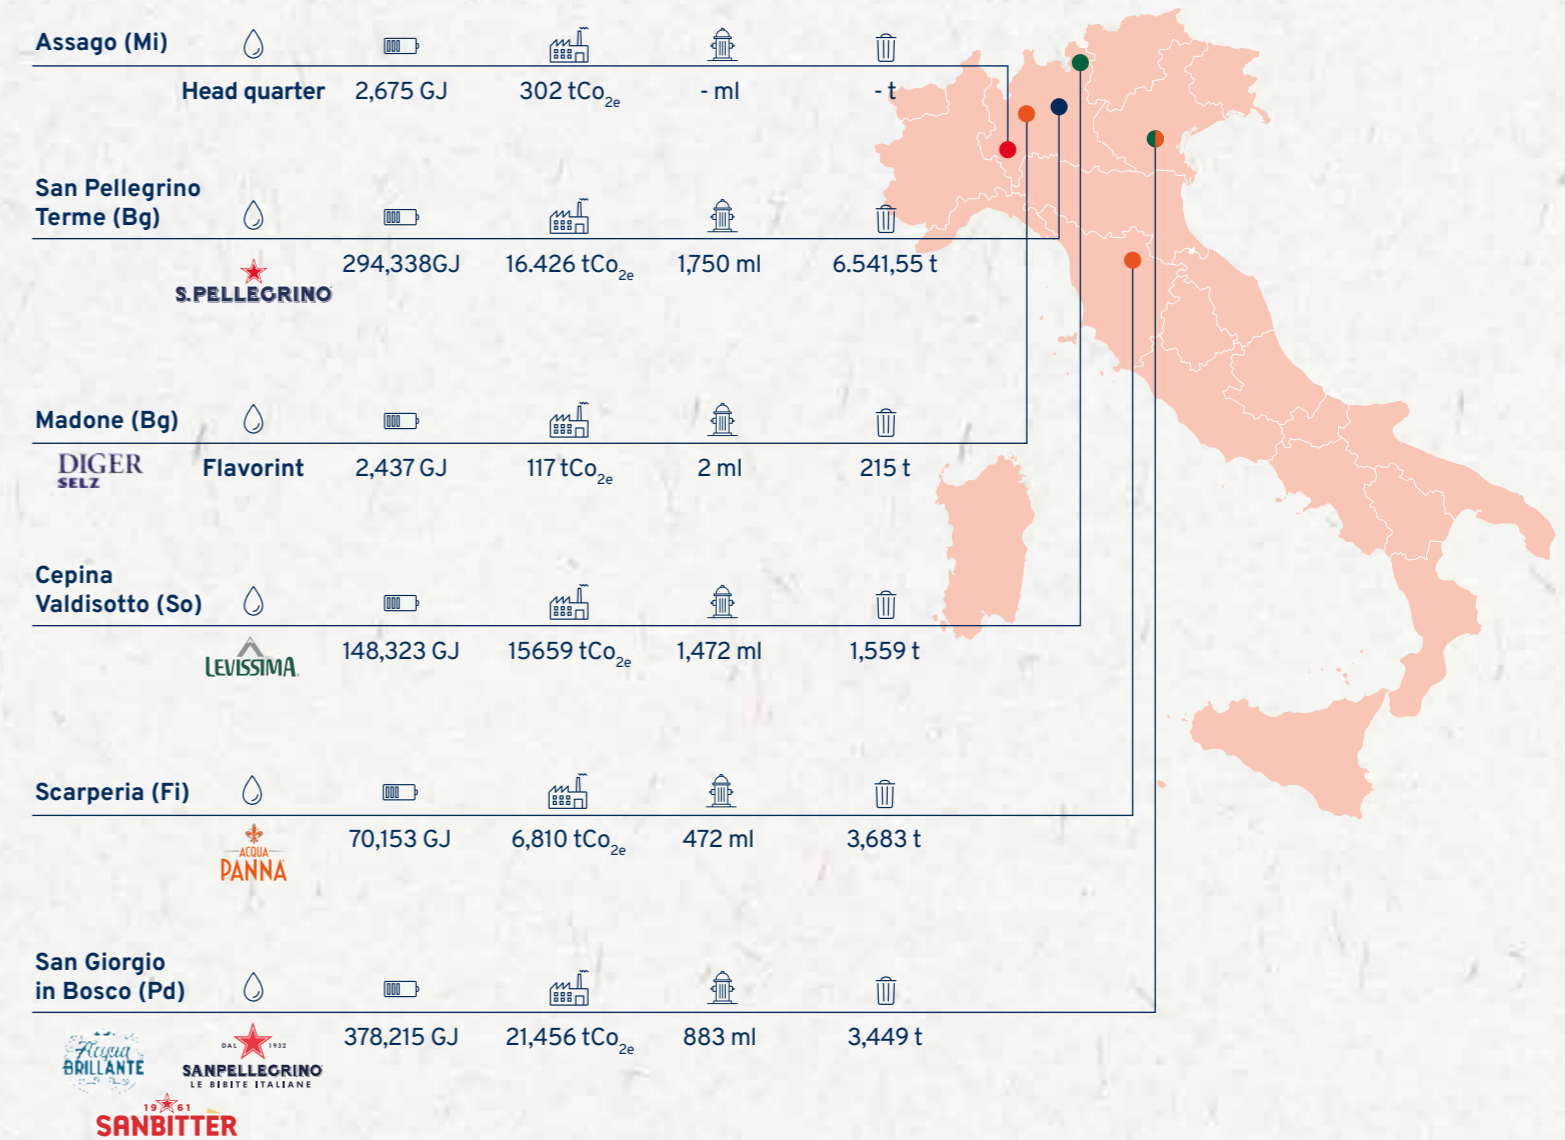 Assago (Mi)
Head quarter 2,675 GJ 302 tCo2e - ml - t
San Pellegrino
Terme (Bg)
S.PELLEGRINO 294,338GJ 16.426 tCo2e 1,750 ml 6.541,55 t
Madone (Bg)
DIGER
SELZ
Flavorint 2,437 GJ 117 tCo2e 2 ml 215 t
Cepina
Valdisotto (So)
LEVISSIMA 148,323 GJ 15659 tCo2e 1,472 ml 1,559 t
Scarperia (Fi)
ACQUA
PANNA
70,153 GJ 6,810 tCo2e 472 ml 3,683 t
San Giorgio
in Bosco (Pd)
378,215 GJ 21,456 tCo2e 883 ml 3,449 t
Acqua
BRILLANTE
DAL 1932
SANPELLEGRINO
LE BIBITE ITALIANE
19 61
SANBITTÈR